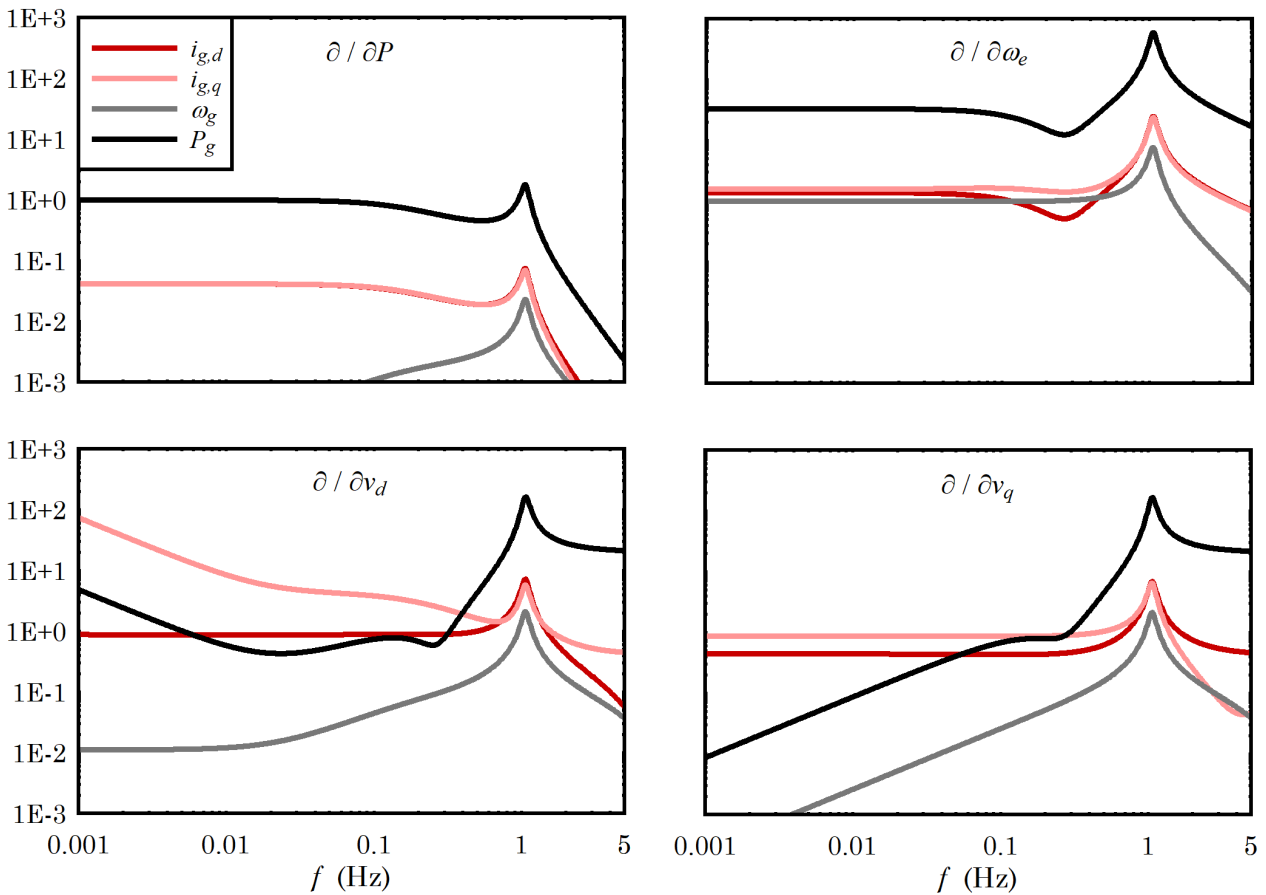 1E+3
1E+2
1E+1
1E+0
1E-1
1E-2
1E-3
i_{g,d}
i_{g,q}
ω_g
P_g
∂ / ∂P
∂ / ∂ω_e
1E+3
1E+2
1E+1
1E+0
1E-1
1E-2
1E-3
∂ / ∂v_d
∂ / ∂v_q
0.001 0.01 0.1 1 5
f (Hz)
0.001 0.01 0.1 1 5
f (Hz)